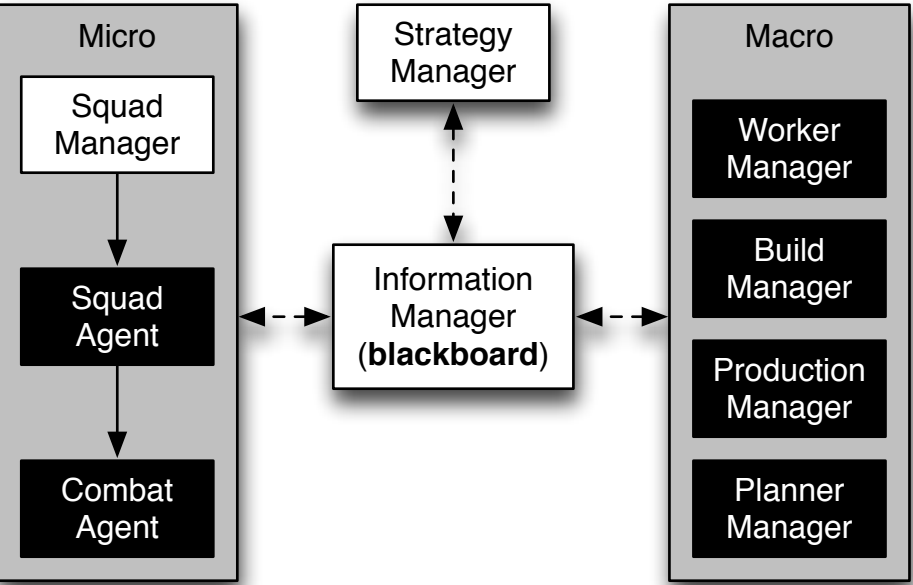 Micro
Squad
Manager
Squad
Agent
Combat
Agent
Strategy
Manager
Information
Manager
(blackboard)
Macro
Worker
Manager
Build
Manager
Production
Manager
Planner
Manager